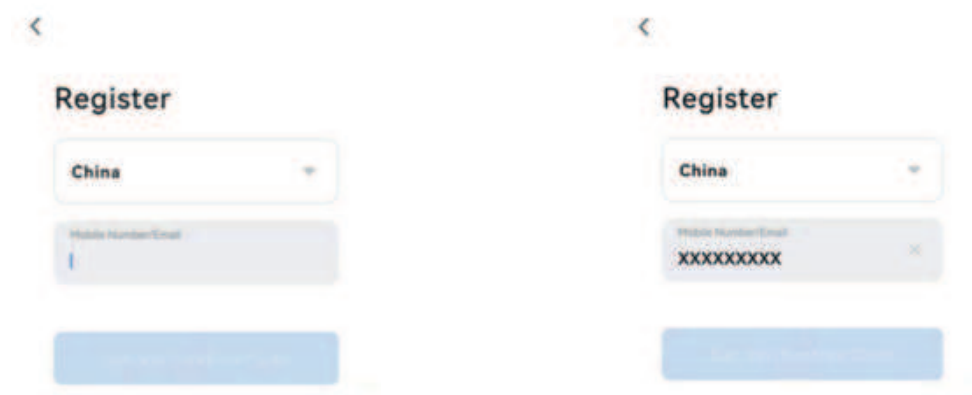 Register
China
Mobile Number/Email
Register
China
Mobile Number/Email
XXXXXXXXX